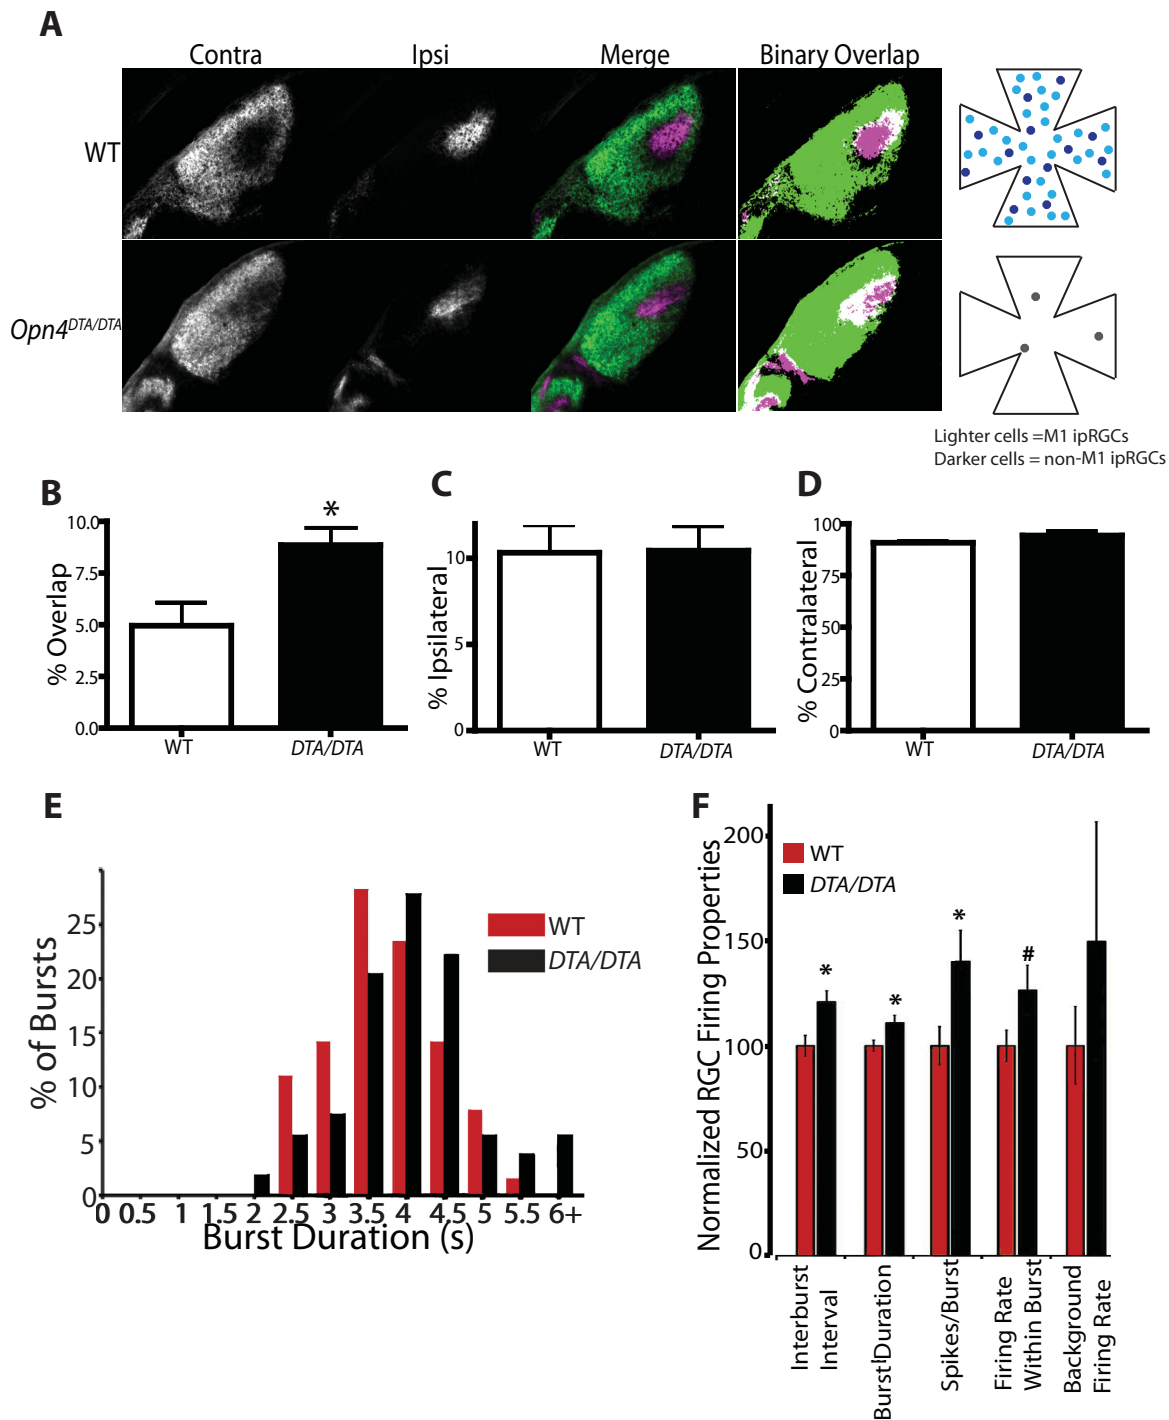 A
Contra Ipsi Merge Binary Overlap
WT
Opn4DTA/DTA
Lighter cells =M1 ipRGCs
Darker cells = non-M1 ipRGCs
B
% Overlap
10.0
7.5
5.0
2.5
0.0
WT DTA/DTA
*
C
% Ipsilateral
10
5
0
WT DTA/DTA
D
% Contralateral
100
75
50
25
0
WT DTA/DTA
E
% of Bursts
25
20
15
10
5
0
0 0.5 1 1.5 2 2.5 3 3.5 4 4.5 5 5.5 6+
Burst Duration (s)
WT
DTA/DTA
F
Normalized RGC Firing Properties
200
150
100
50
0
WT
DTA/DTA
* * * #
Interburst
Interval
Burst Duration
Spikes/Burst
Firing Rate
Within Burst
Background
Firing Rate